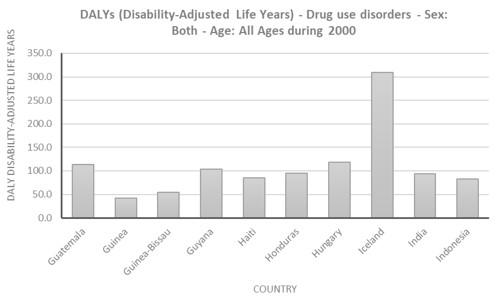 DALYs (Disability-Adjusted Life Years) - Drug use disorders - Sex:
Both - Age: All Ages during 2000
DALY DISABILITY-ADJUSTED LIFE YEARS
350.0
300.0
250.0
200.0
150.0
100.0
50.0
0.0
Guatemala
Guinea
Guinea-Bissau
Guyana
Haiti
Honduras
Hungary
Iceland
India
Indonesia
COUNTRY